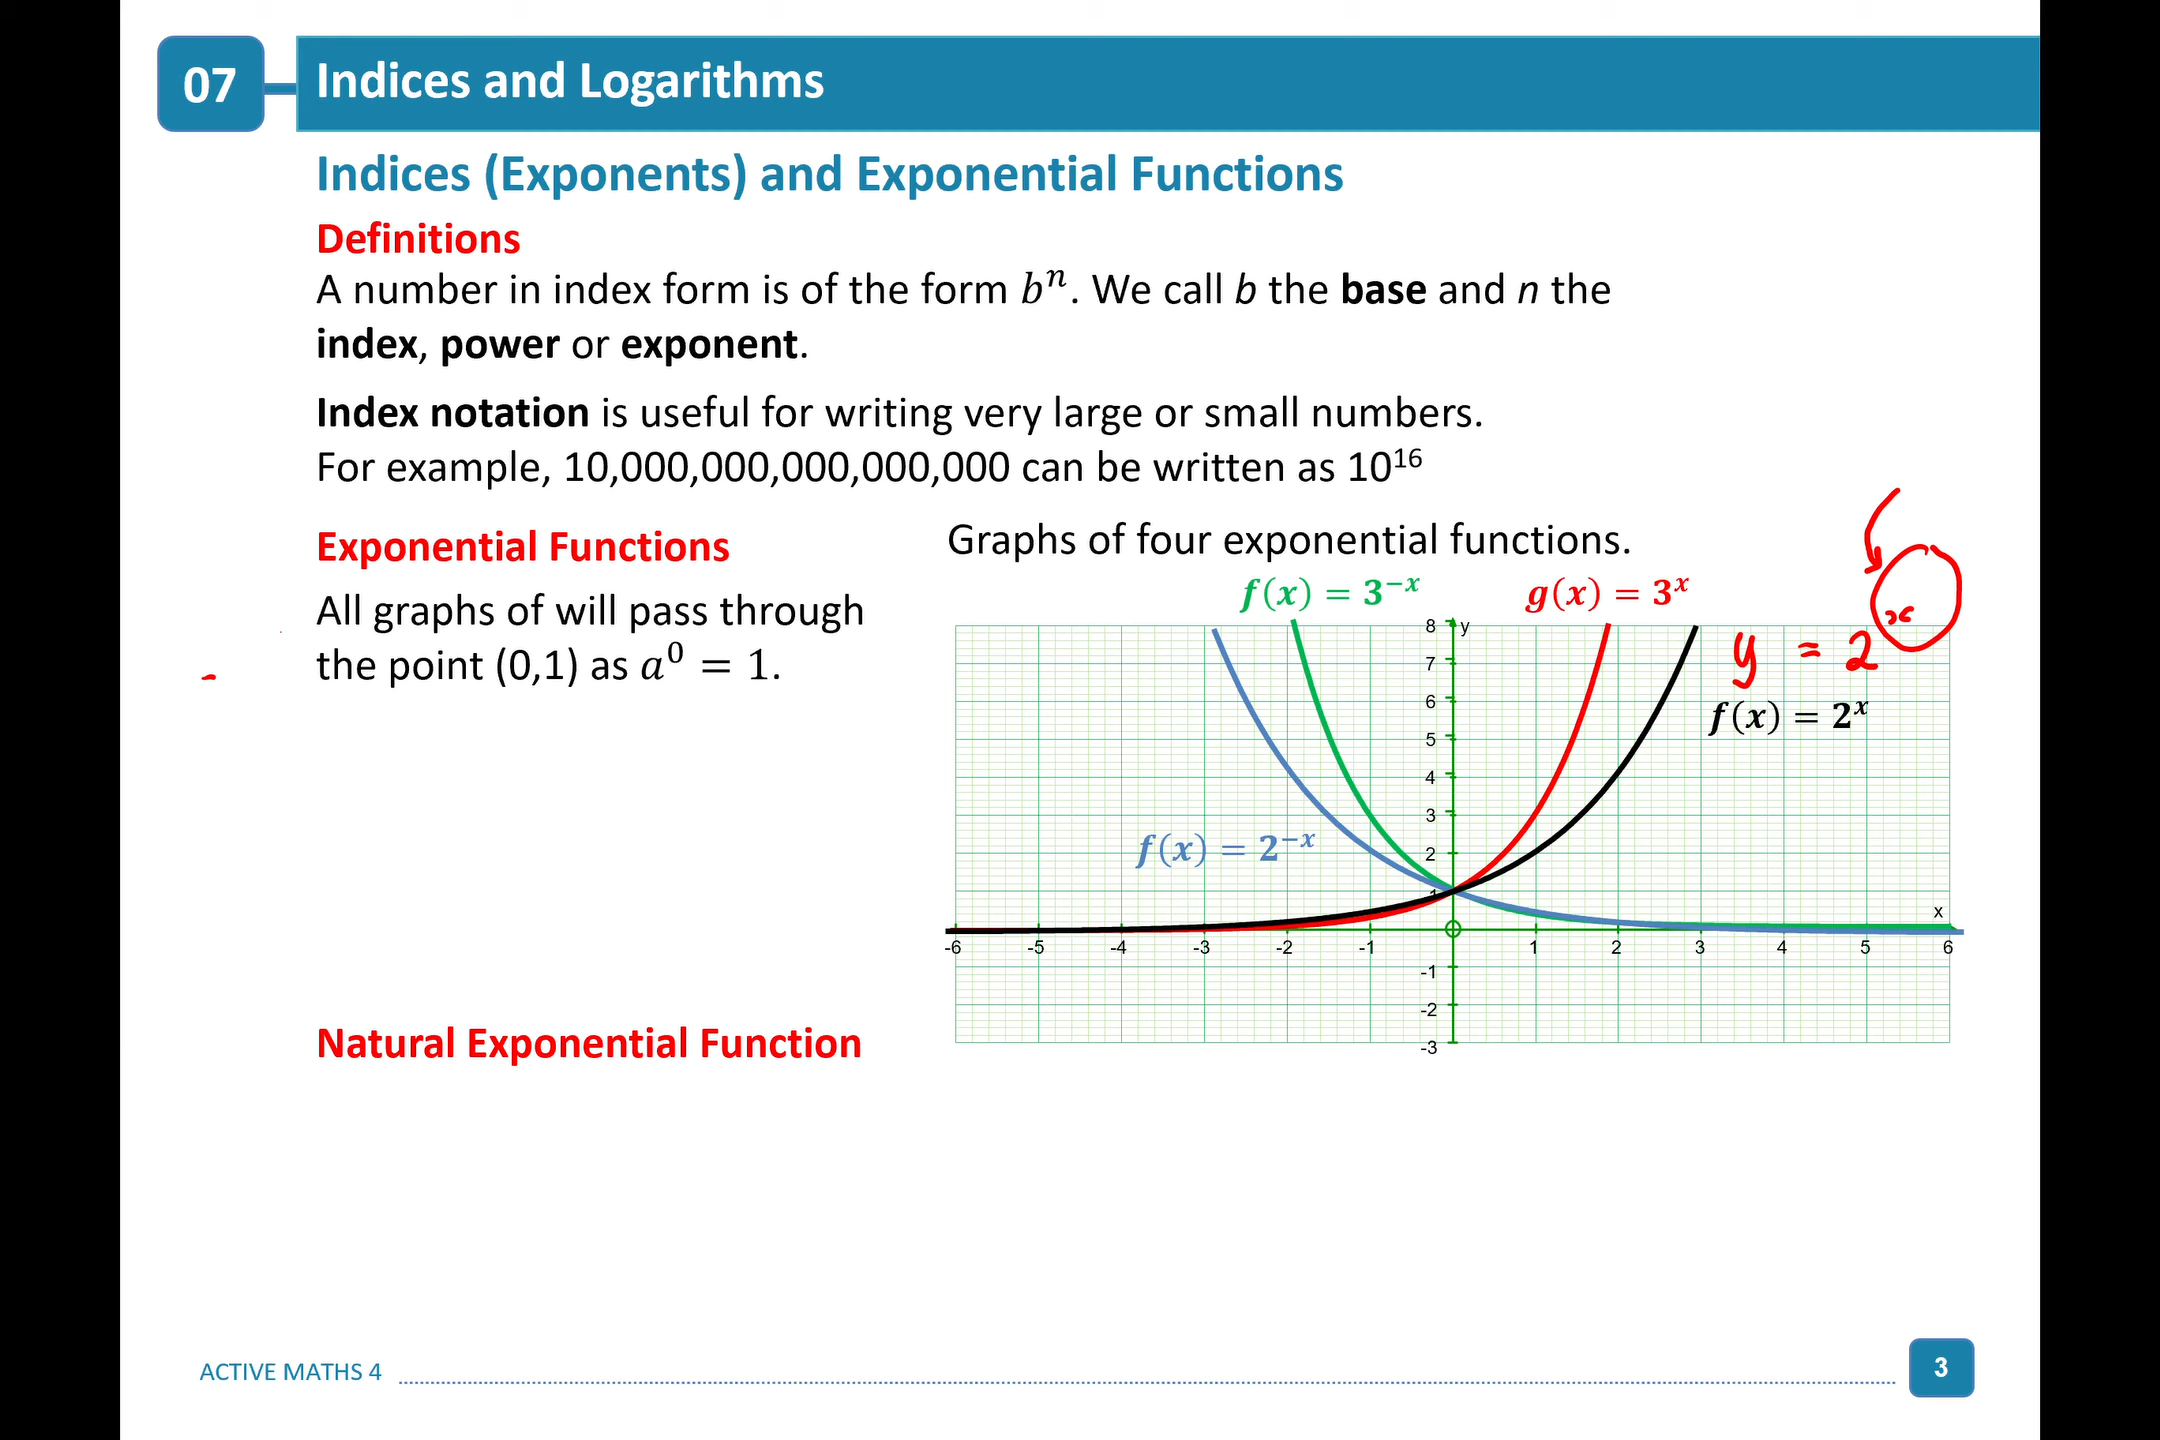 07
Indices and Logarithms
Indices (Exponents) and Exponential Functions
Definitions
A number in index form is of the form bⁿ. We call b the base and n the
index, power or exponent.
Index notation is useful for writing very large or small numbers.
For example, 10,000,000,000,000,000 can be written as 10¹⁶
Exponential Functions
All graphs of will pass through
the point (0,1) as a⁰ = 1.
Graphs of four exponential functions.
f(x) = 3⁻ˣ
g(x) = 3ˣ
y = 2ˣ
f(x) = 2ˣ
f(x) = 2⁻ˣ
y
8
7
6
5
4
3
2
1
x
-6 -5 -4 -3 -2 -1 1 2 3 4 5 6
-1
-2
-3
Natural Exponential Function
ACTIVE MATHS 4
3